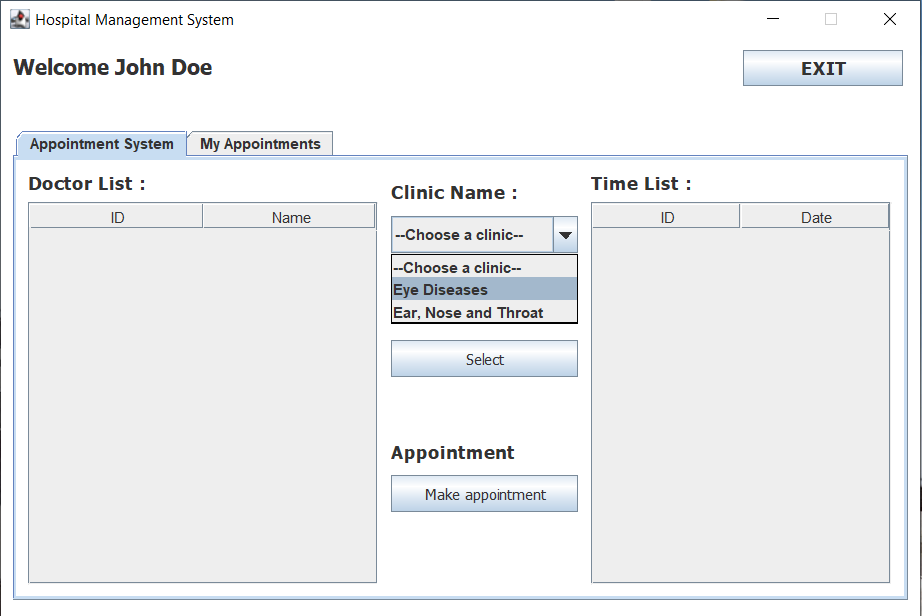 Hospital Management System
Welcome John Doe
EXIT
Appointment System
My Appointments
Doctor List :
ID
Name
Clinic Name :
--Choose a clinic--
--Choose a clinic--
Eye Diseases
Ear, Nose and Throat
Select
Appointment
Make appointment
Time List :
ID
Date